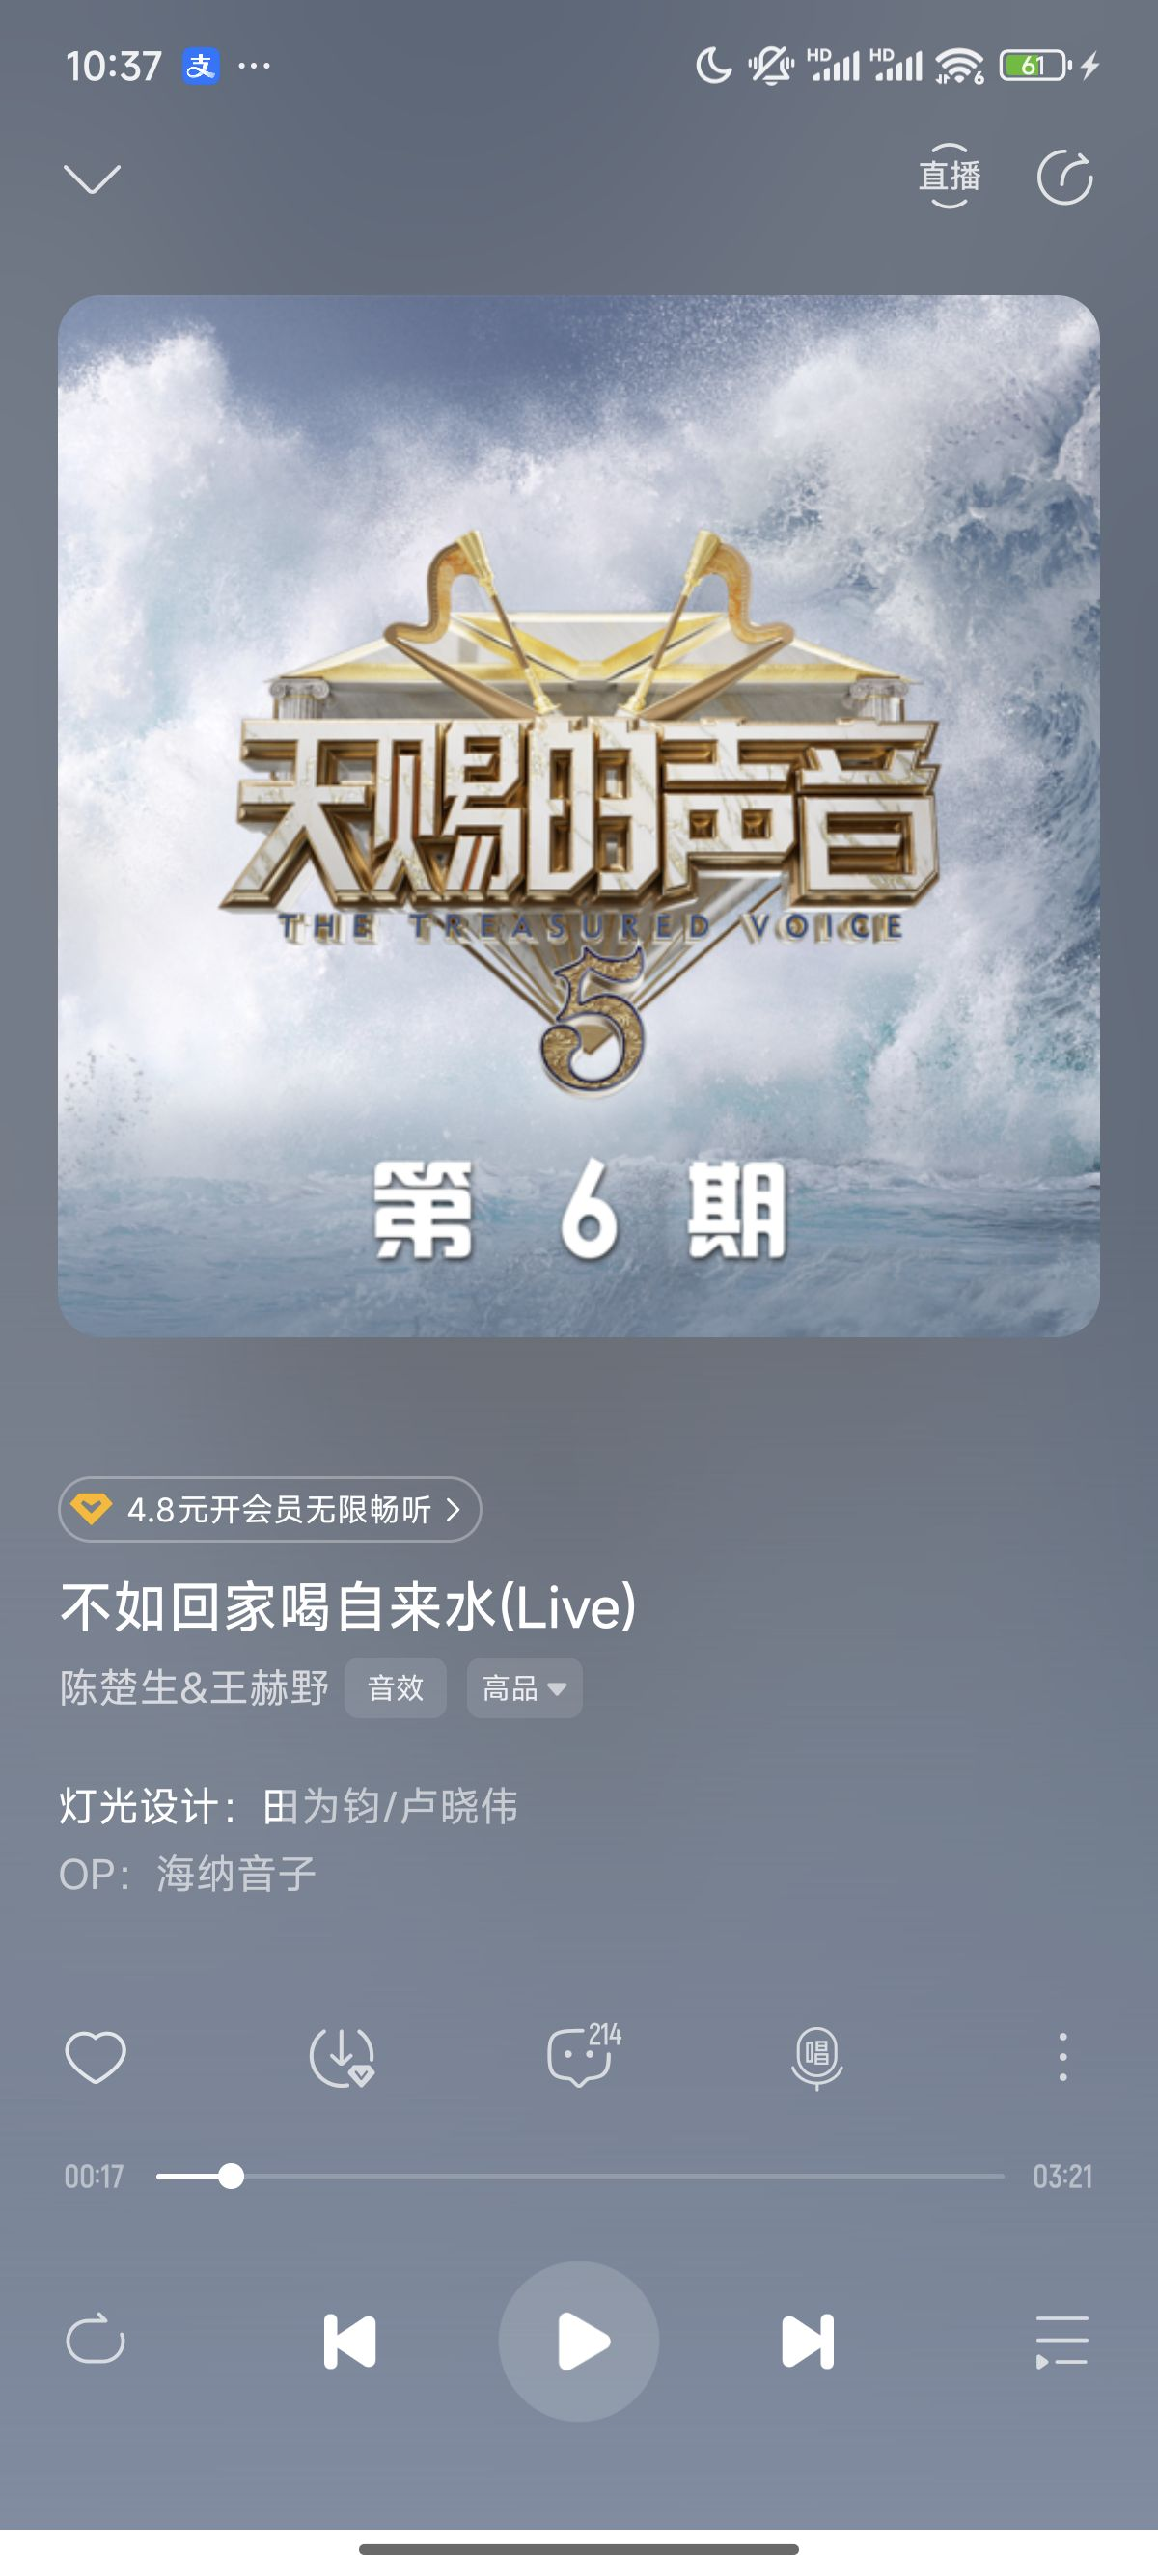 10:37 支 ··· HD HD 6 61
直播
天赐的声音
THE TREASURED VOICE
5
第 6 期
4.8元开会员无限畅听
不如回家喝自来水(Live)
陈楚生&王赫野 音效 高品
灯光设计：田为钧/卢晓伟
OP：海纳音子
214
唱
00:17 03:21